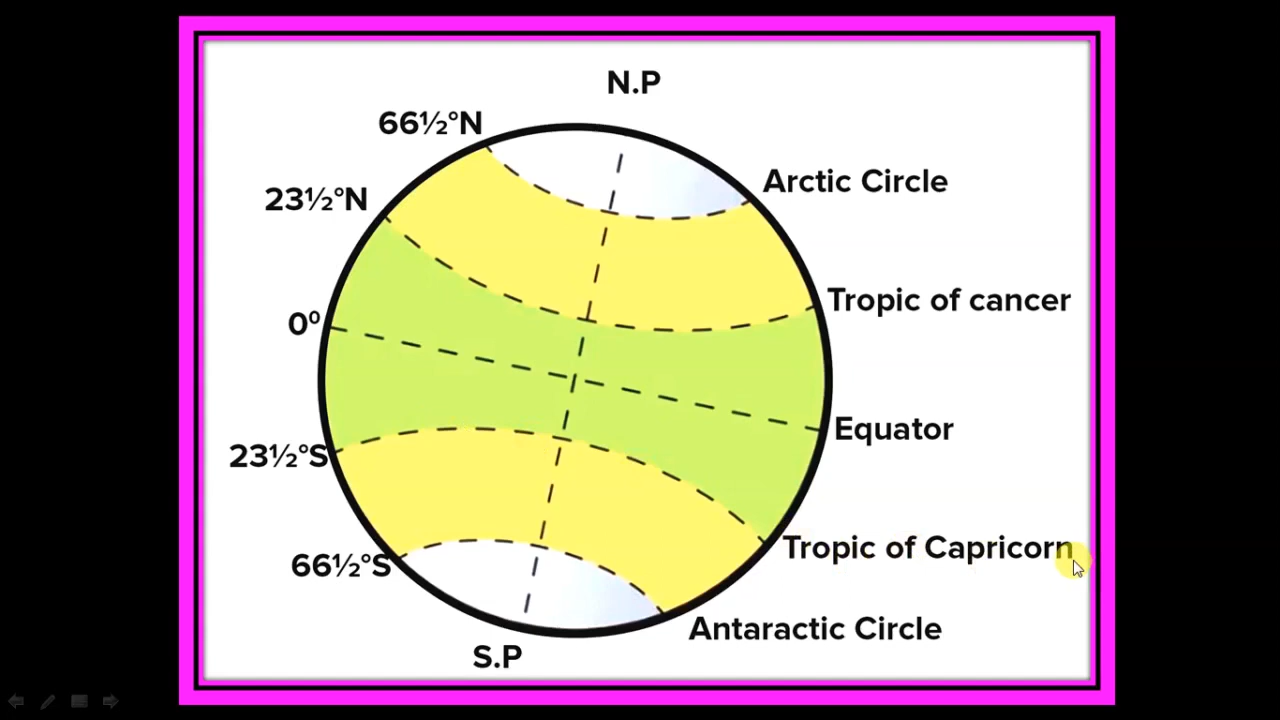 N.P
66½°N
Arctic Circle
23½°N
Tropic of cancer
0⁰
Equator
23½°S
Tropic of Capricorn
66½°S
Antaractic Circle
S.P